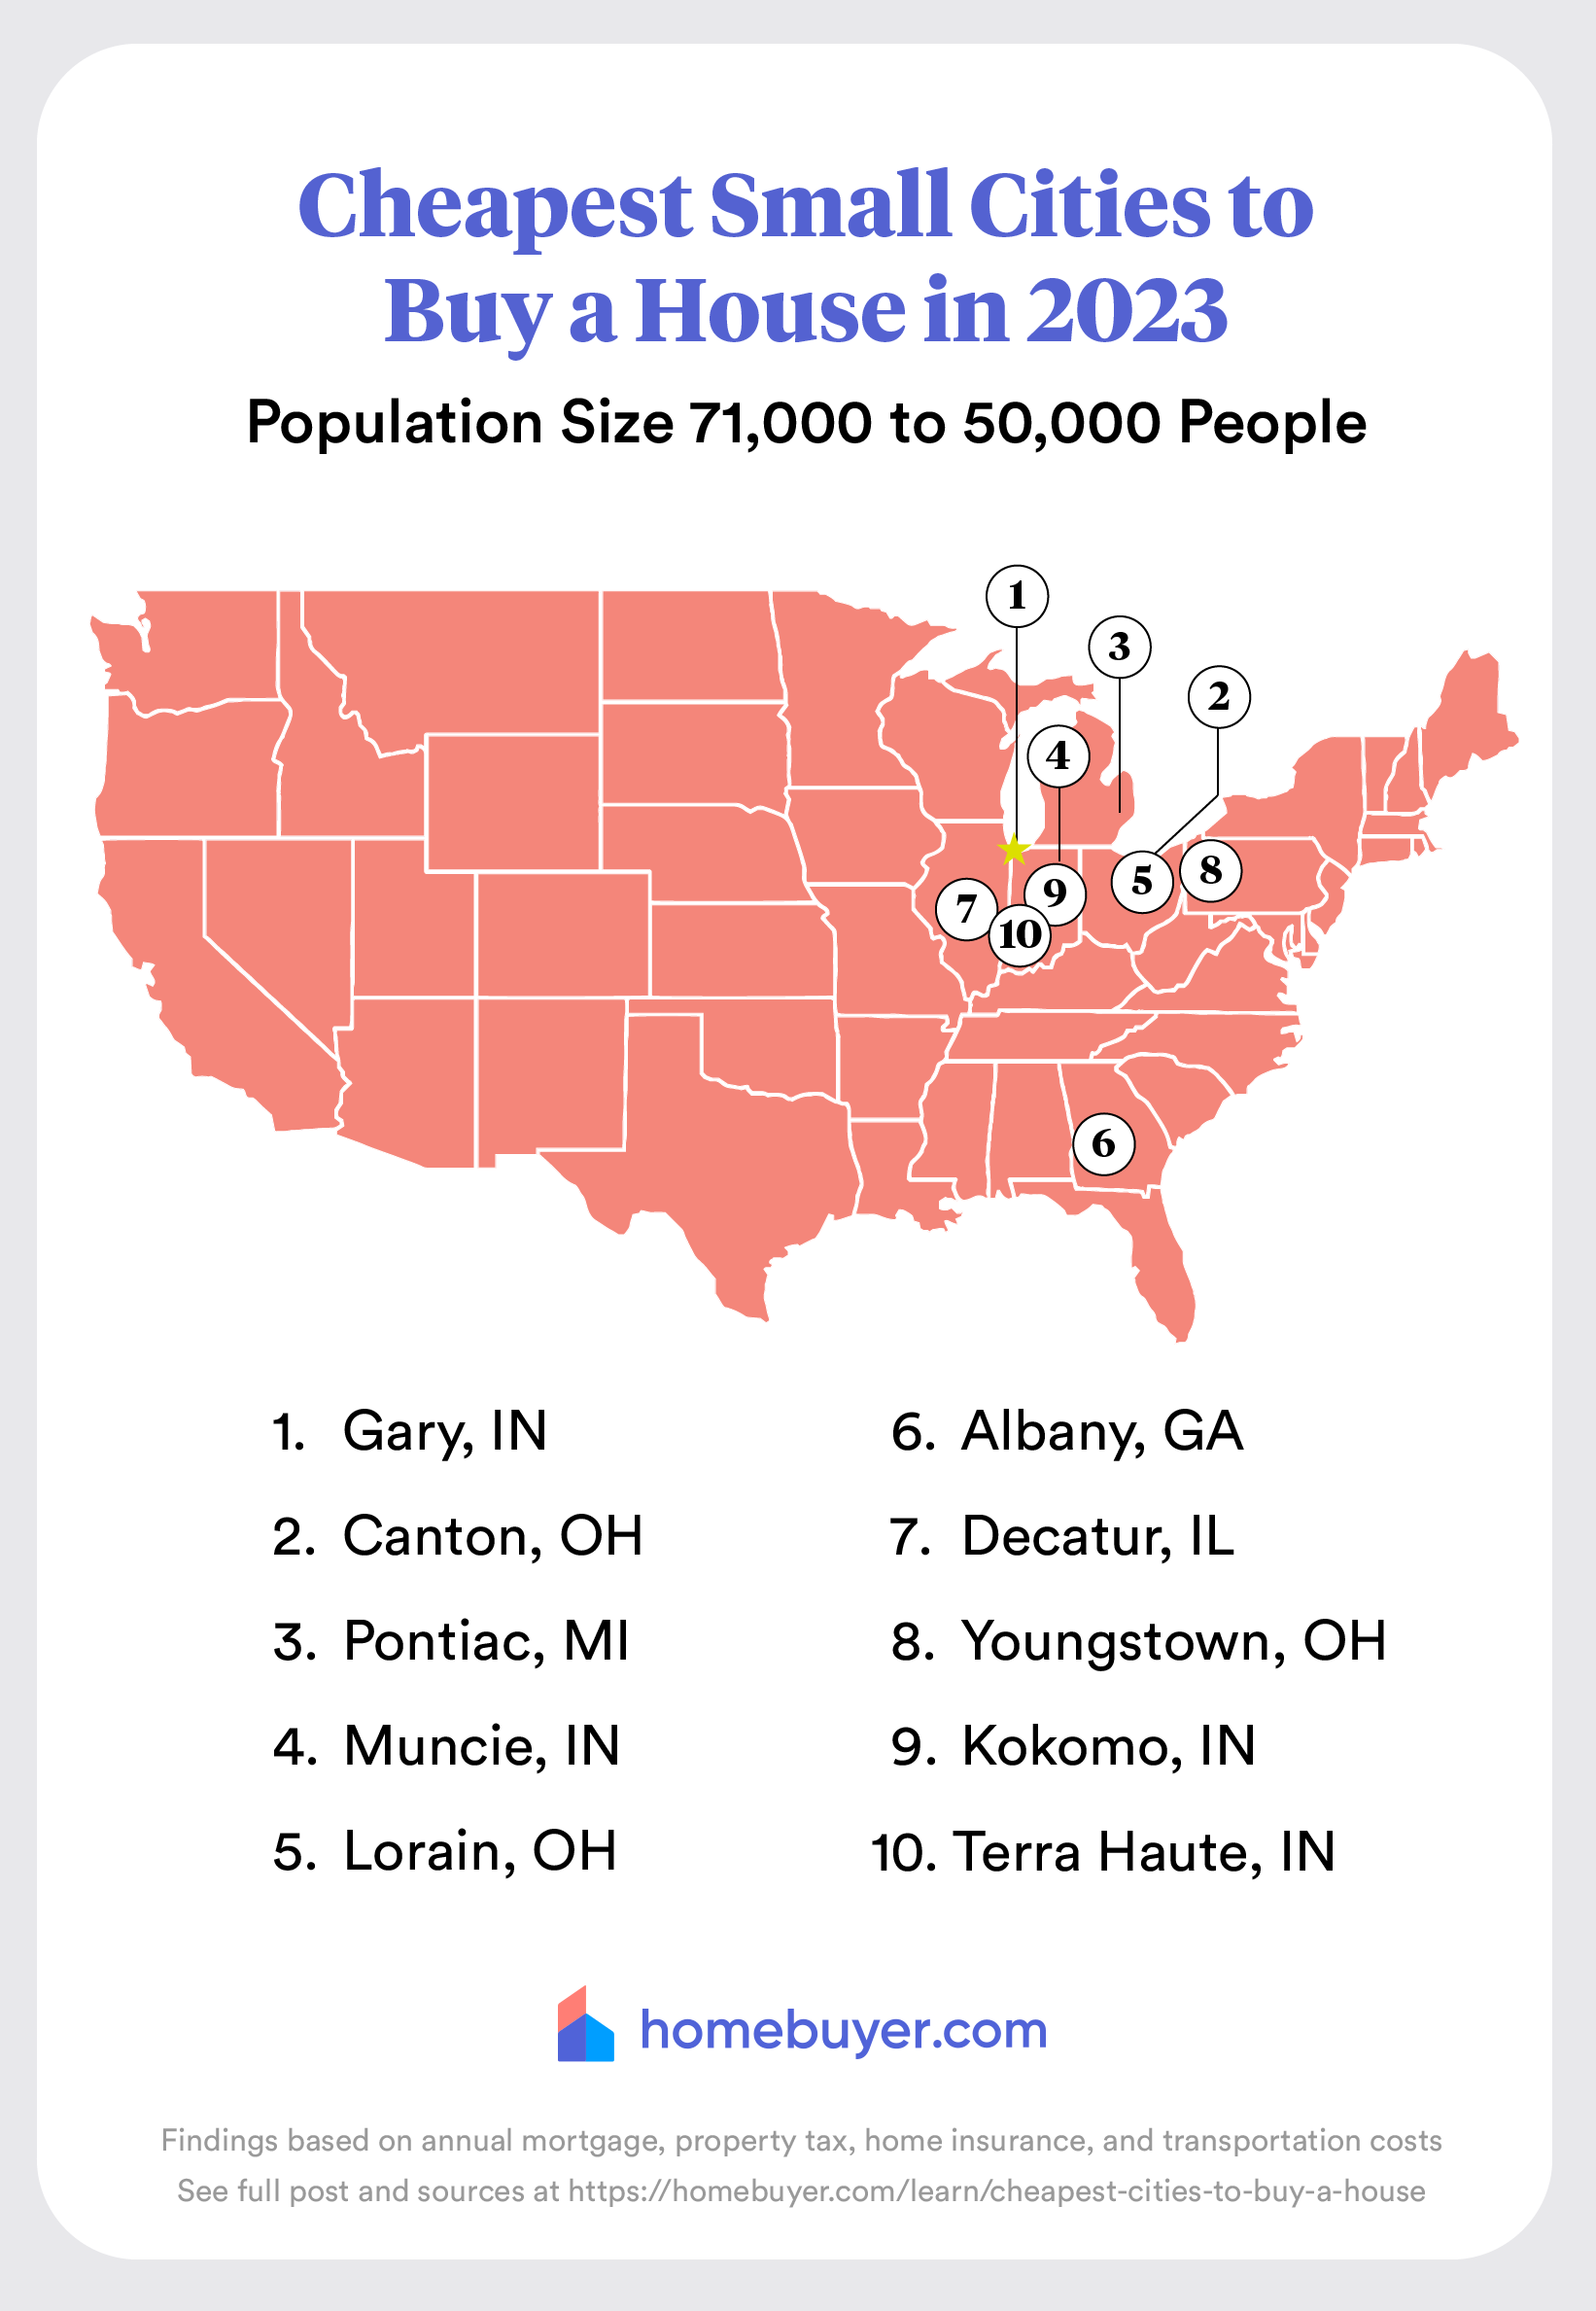 Cheapest Small Cities to
Buy a House in 2023
Population Size 71,000 to 50,000 People
1
3
2
4
5
8
9
7
10
6
1. Gary, IN
2. Canton, OH
3. Pontiac, MI
4. Muncie, IN
5. Lorain, OH
6. Albany, GA
7. Decatur, IL
8. Youngstown, OH
9. Kokomo, IN
10. Terra Haute, IN
homebuyer.com
Findings based on annual mortgage, property tax, home insurance, and transportation costs
See full post and sources at https://homebuyer.com/learn/cheapest-cities-to-buy-a-house